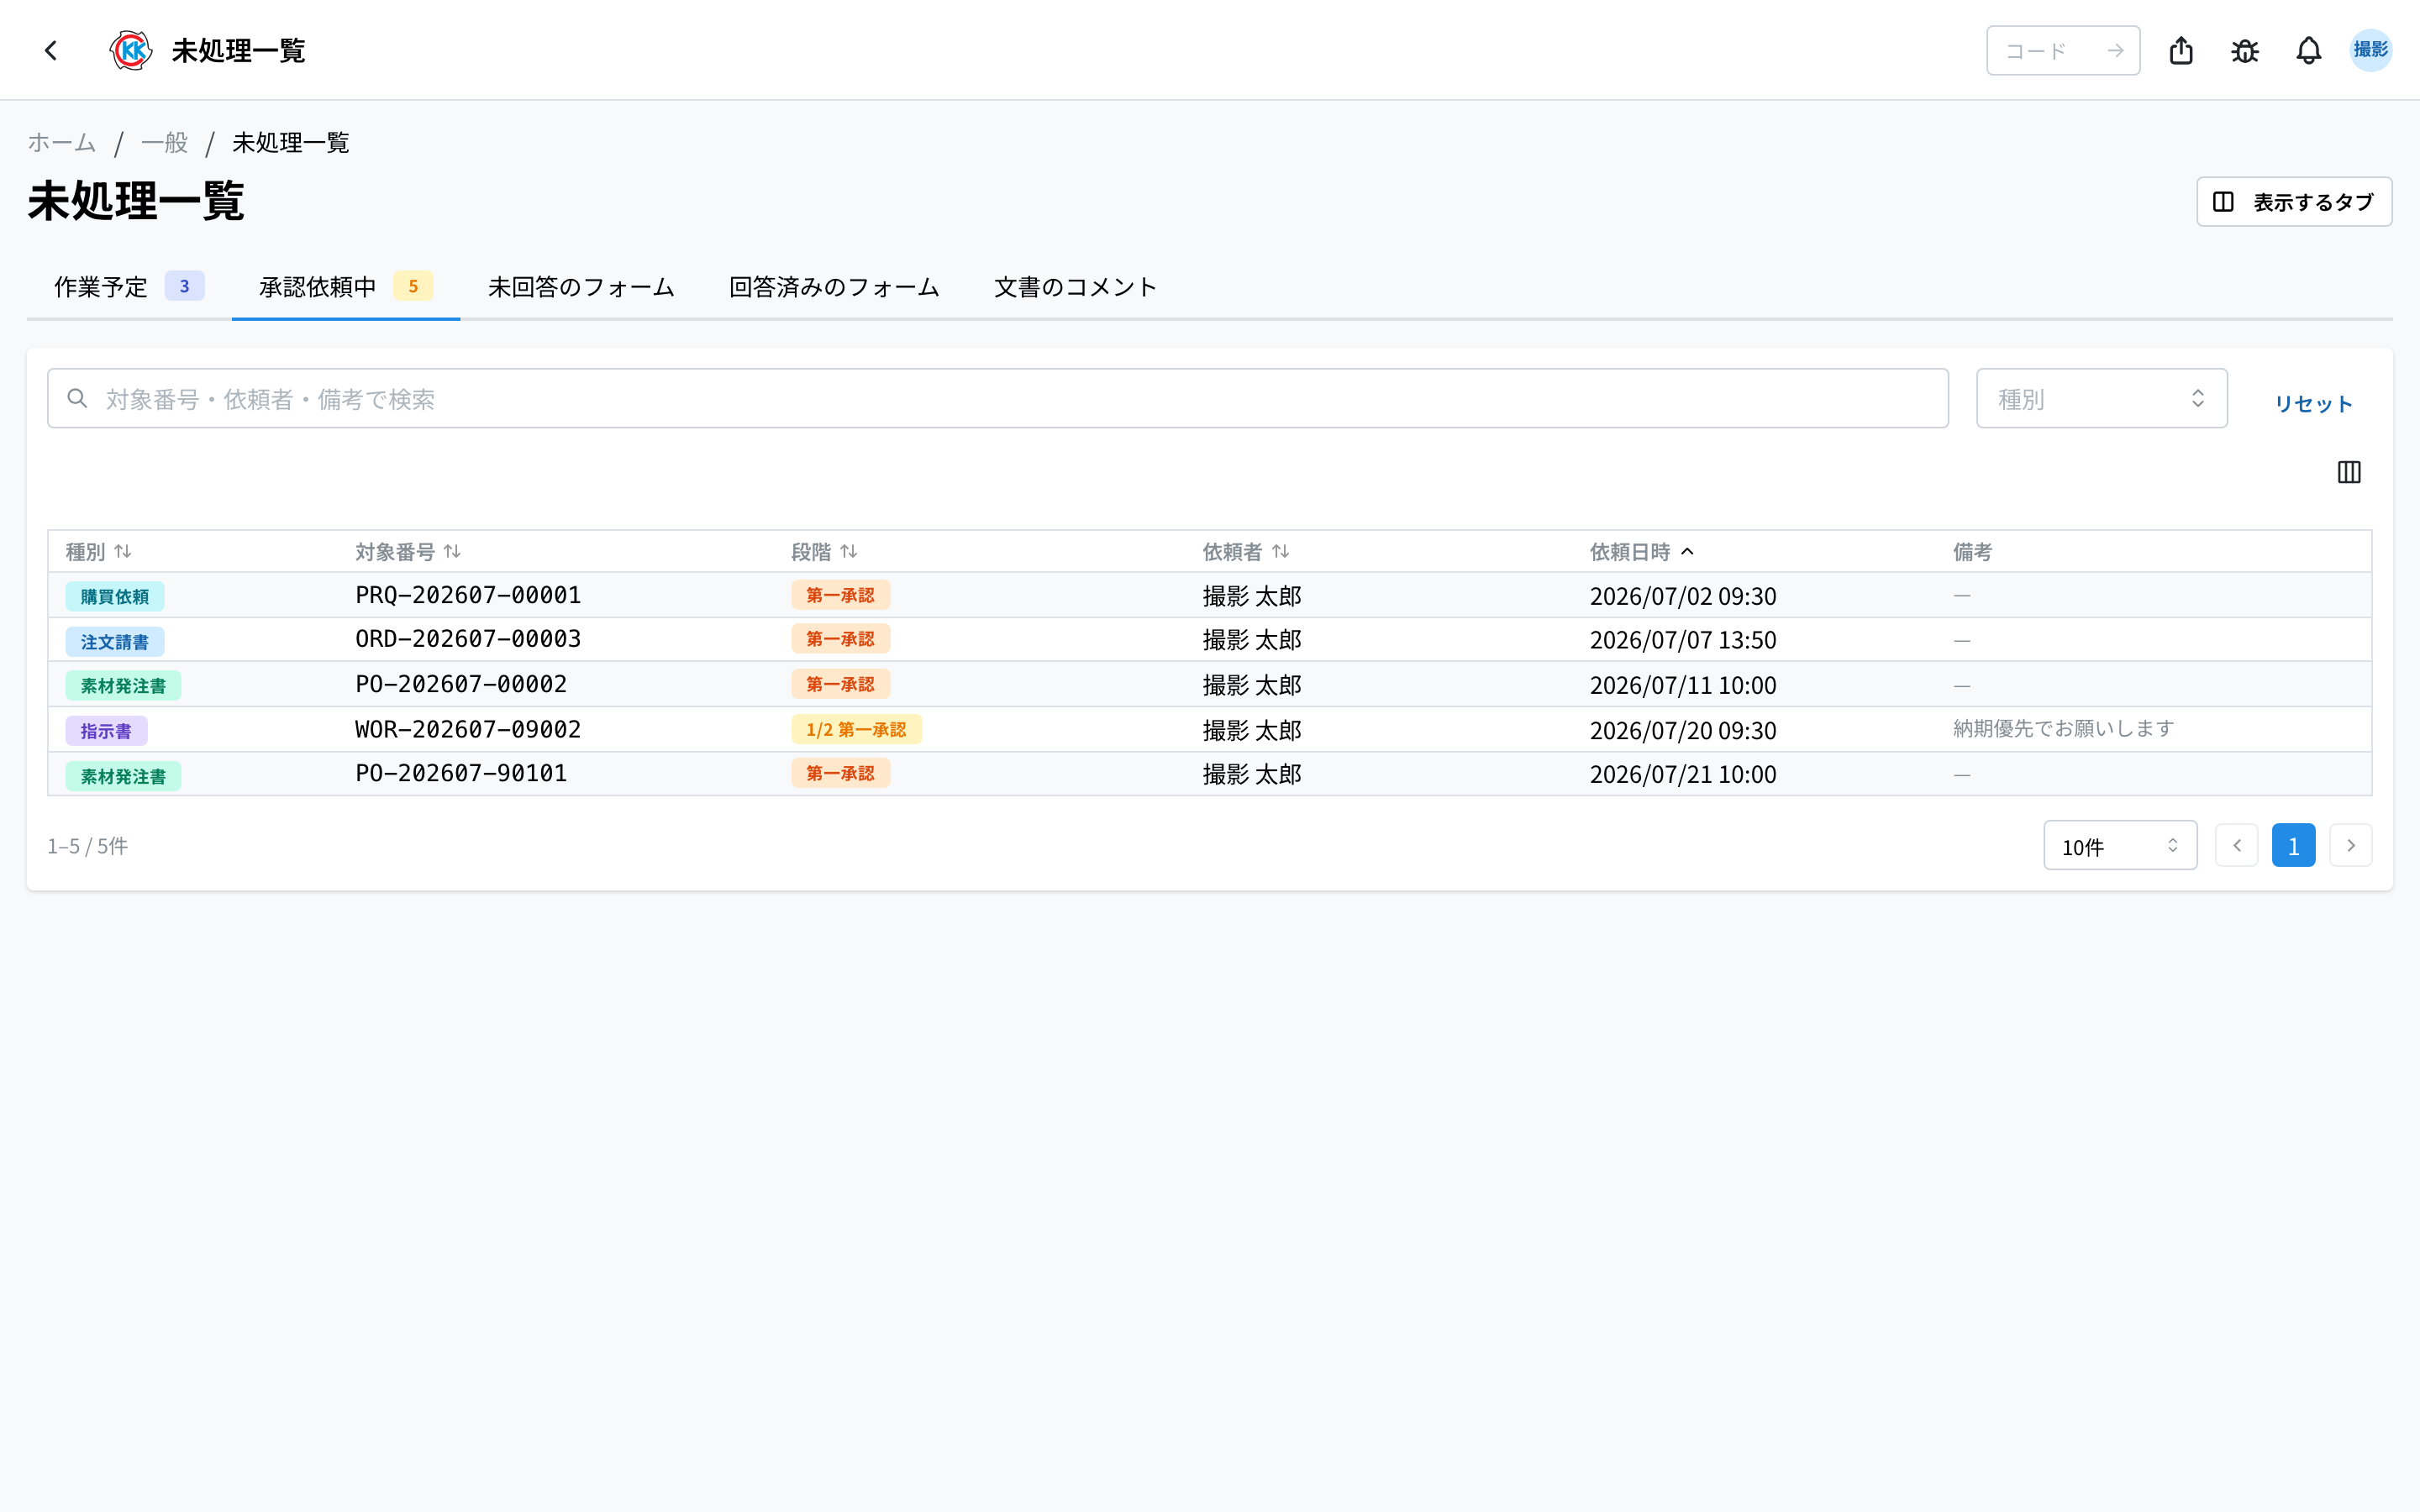 KK 未処理一覧 コード 撮影
ホーム / 一般 / 未処理一覧
未処理一覧
表示するタブ
作業予定 3 承認依頼中 5 未回答のフォーム 回答済みのフォーム 文書のコメント
対象番号・依頼者・備考で検索 種別 リセット
種別 対象番号 段階 依頼者 依頼日時 備考
購買依頼 PRQ-202607-00001 第一承認 撮影 太郎 2026/07/02 09:30 —
注文請書 ORD-202607-00003 第一承認 撮影 太郎 2026/07/07 13:50 —
素材発注書 PO-202607-00002 第一承認 撮影 太郎 2026/07/11 10:00 —
指示書 WOR-202607-09002 1/2 第一承認 撮影 太郎 2026/07/20 09:30 納期優先でお願いします
素材発注書 PO-202607-90101 第一承認 撮影 太郎 2026/07/21 10:00 —
1–5 / 5件 10件 1